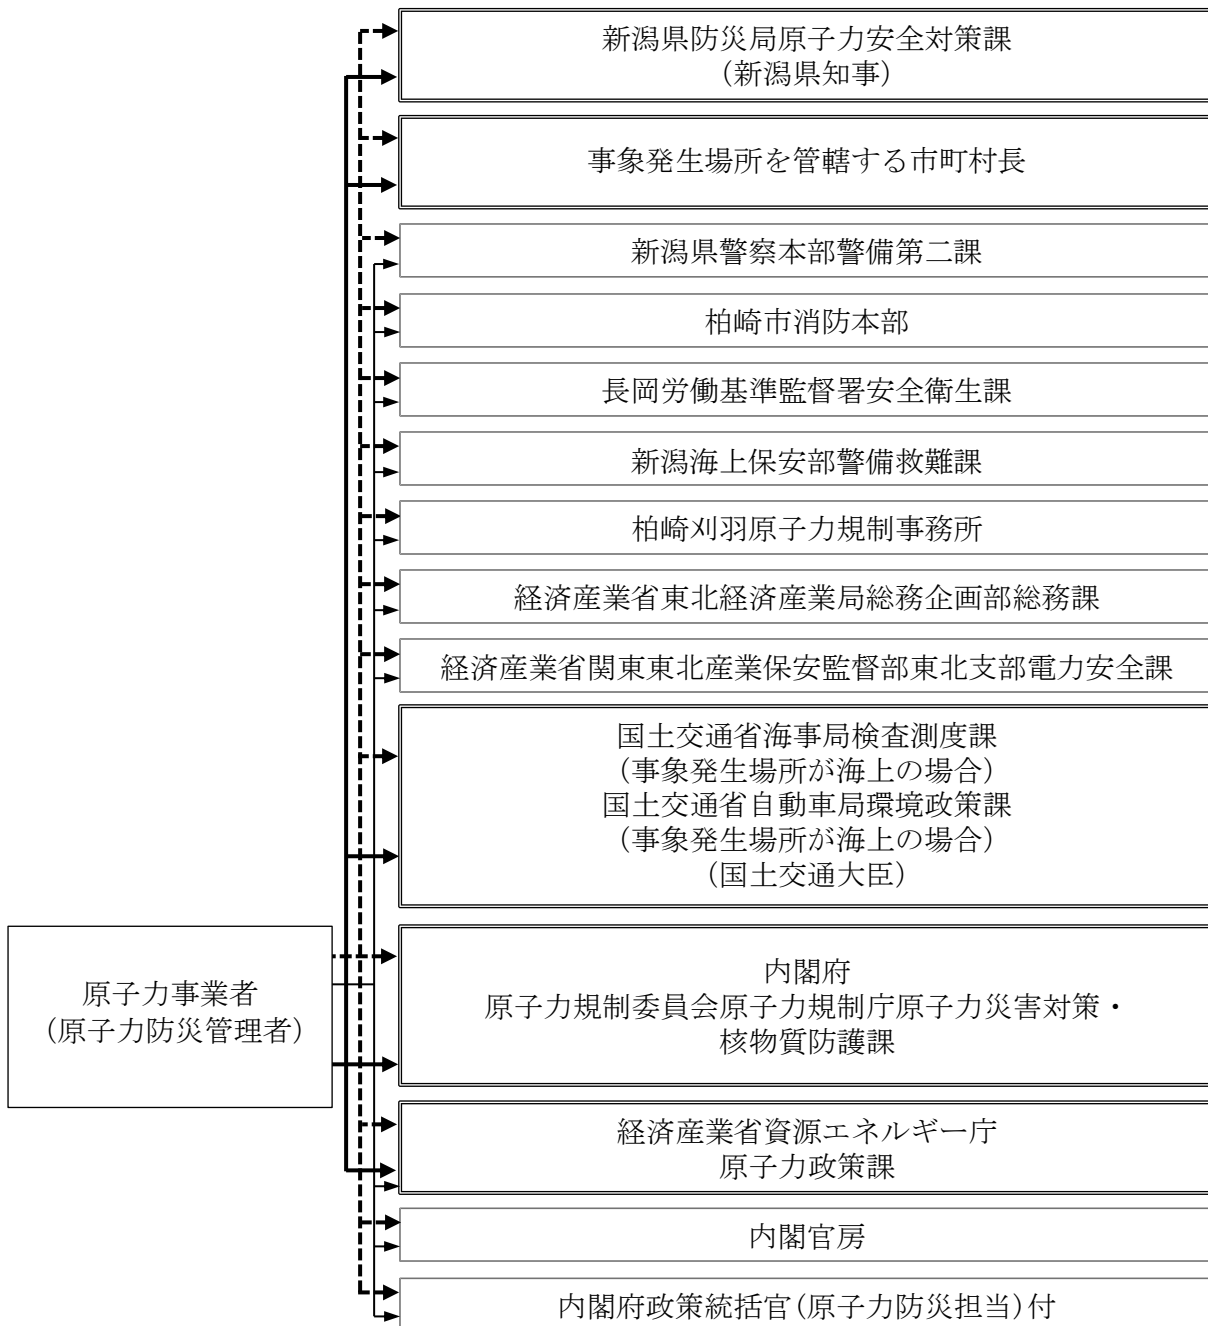 新潟県防災局原子力安全対策課
（新潟県知事）
事象発生場所を管轄する市町村長
新潟県警察本部警備第二課
柏崎市消防本部
長岡労働基準監督署安全衛生課
新潟海上保安部警備救難課
柏崎刈羽原子力規制事務所
経済産業省東北経済産業局総務企画部総務課
経済産業省関東東北産業保安監督部東北支部電力安全課
国土交通省海事局検査測度課
（事象発生場所が海上の場合）
国土交通省自動車局環境政策課
（事象発生場所が海上の場合）
（国土交通大臣）
原子力事業者
（原子力防災管理者）
内閣府
原子力規制委員会原子力規制庁原子力災害対策・
核物質防護課
経済産業省資源エネルギー庁
原子力政策課
内閣官房
内閣府政策統括官（原子力防災担当）付